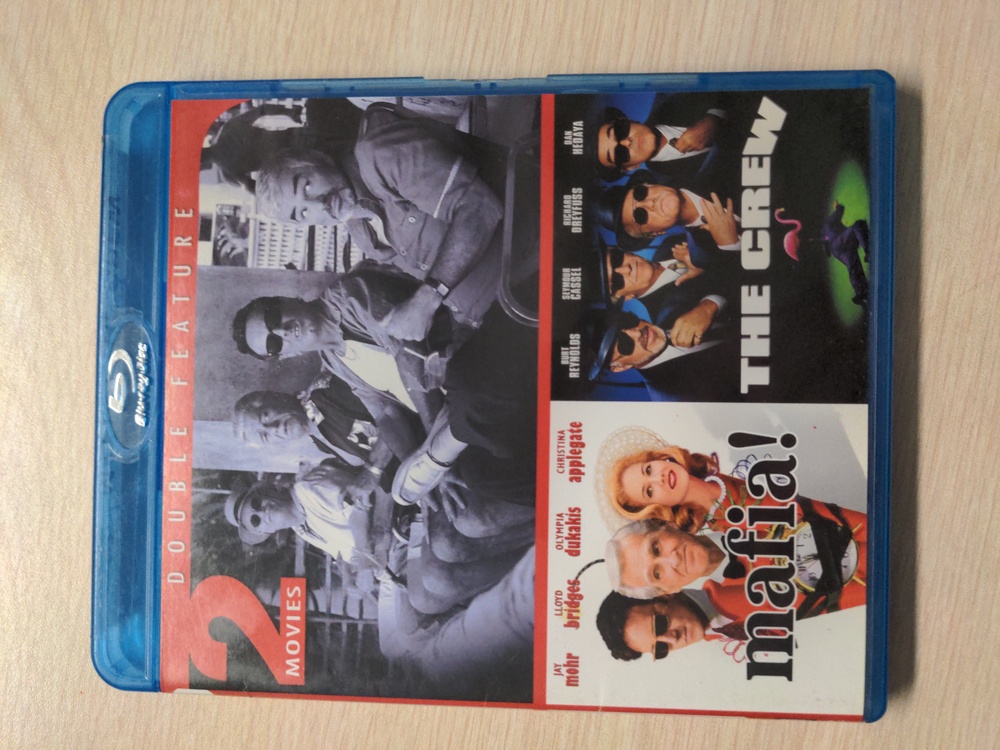 Blu-ray Disc
DOUBLE FEATURE
2
MOVIES
JAY
mohr
LLOYD
bridges
OLYMPIA
dukakis
CHRISTINA
applegate
mafia!
BURT
REYNOLDS
SEYMOUR
CASSEL
RICHARD
DREYFUSS
DAN
HEDAYA
THE CREW